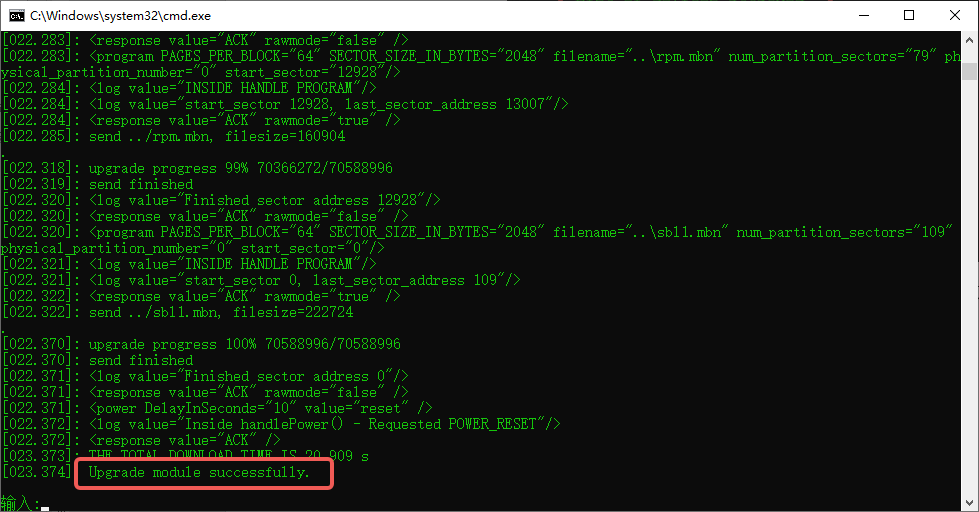 C:\Windows\system32\cmd.exe
[022.283]: <response value="ACK" rawmode="false" />
[022.283]: <program PAGES_PER_BLOCK="64" SECTOR_SIZE_IN_BYTES="2048" filename="..\rpm.mbn" num_partition_sectors="79" ph
ysical_partition_number="0" start_sector="12928"/>
[022.284]: <log value="INSIDE HANDLE PROGRAM"/>
[022.284]: <log value="start_sector 12928, last_sector_address 13007"/>
[022.284]: <response value="ACK" rawmode="true" />
[022.285]: send ../rpm.mbn, filesize=160904
.
[022.318]: upgrade progress 99% 70366272/70588996
[022.319]: send finished
[022.320]: <log value="Finished sector address 12928"/>
[022.320]: <response value="ACK" rawmode="false" />
[022.320]: <program PAGES_PER_BLOCK="64" SECTOR_SIZE_IN_BYTES="2048" filename="..\sbl1.mbn" num_partition_sectors="109"
physical_partition_number="0" start_sector="0"/>
[022.321]: <log value="INSIDE HANDLE PROGRAM"/>
[022.321]: <log value="start_sector 0, last_sector_address 109"/>
[022.322]: <response value="ACK" rawmode="true" />
[022.322]: send ../sbl1.mbn, filesize=222724
.
[022.370]: upgrade progress 100% 70588996/70588996
[022.370]: send finished
[022.371]: <log value="Finished sector address 0"/>
[022.371]: <response value="ACK" rawmode="false" />
[022.371]: <power DelayInSeconds="10" value="reset" />
[022.372]: <log value="Inside handlePower() - Requested POWER_RESET"/>
[022.372]: <response value="ACK" />
[023.373]: THE TOTAL DOWNLOAD TIME IS 20.909 s
[023.374]: Upgrade module successfully.
输入: